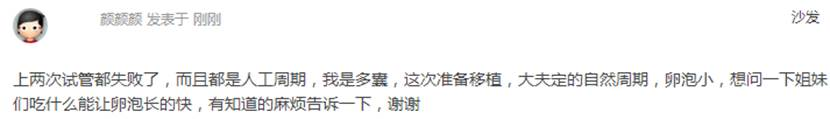 颜颜颜 发表于 刚刚 沙发
上两次试管都失败了，而且都是人工周期，我是多囊，这次准备移植，大夫定的自然周期，卵泡小，想问一下姐妹
们吃什么能让卵泡长的快，有知道的麻烦告诉一下，谢谢